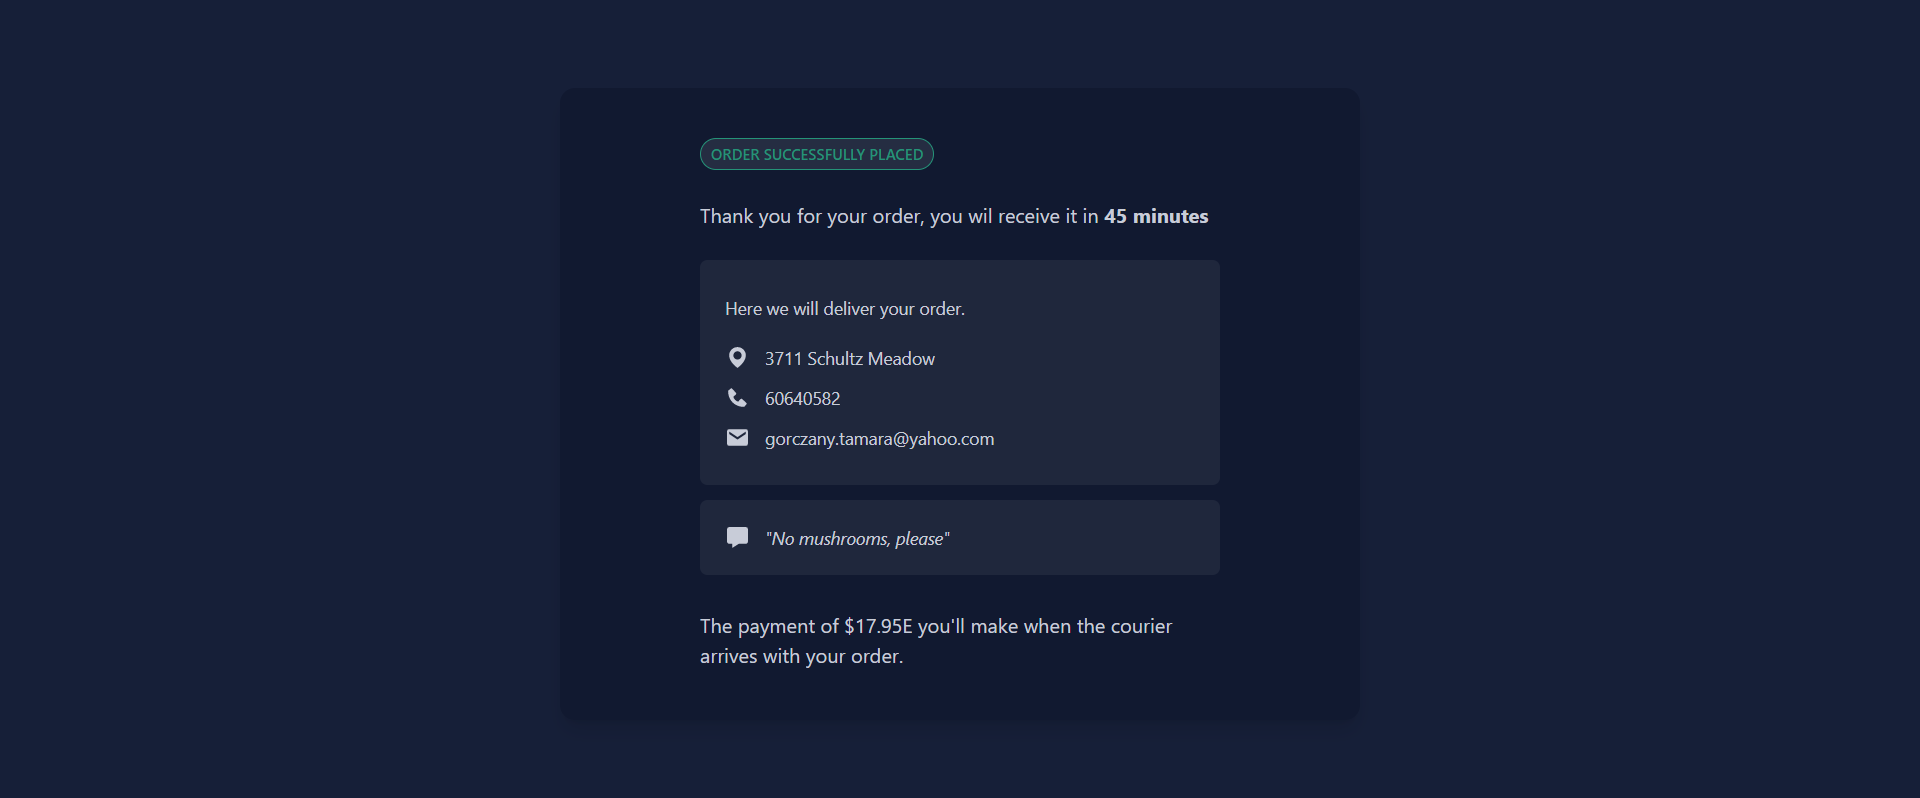 ORDER SUCCESSFULLY PLACED
Thank you for your order, you wil receive it in 45 minutes
Here we will deliver your order.
3711 Schultz Meadow
60640582
gorczany.tamara@yahoo.com
"No mushrooms, please"
The payment of $17.95E you'll make when the courier
arrives with your order.